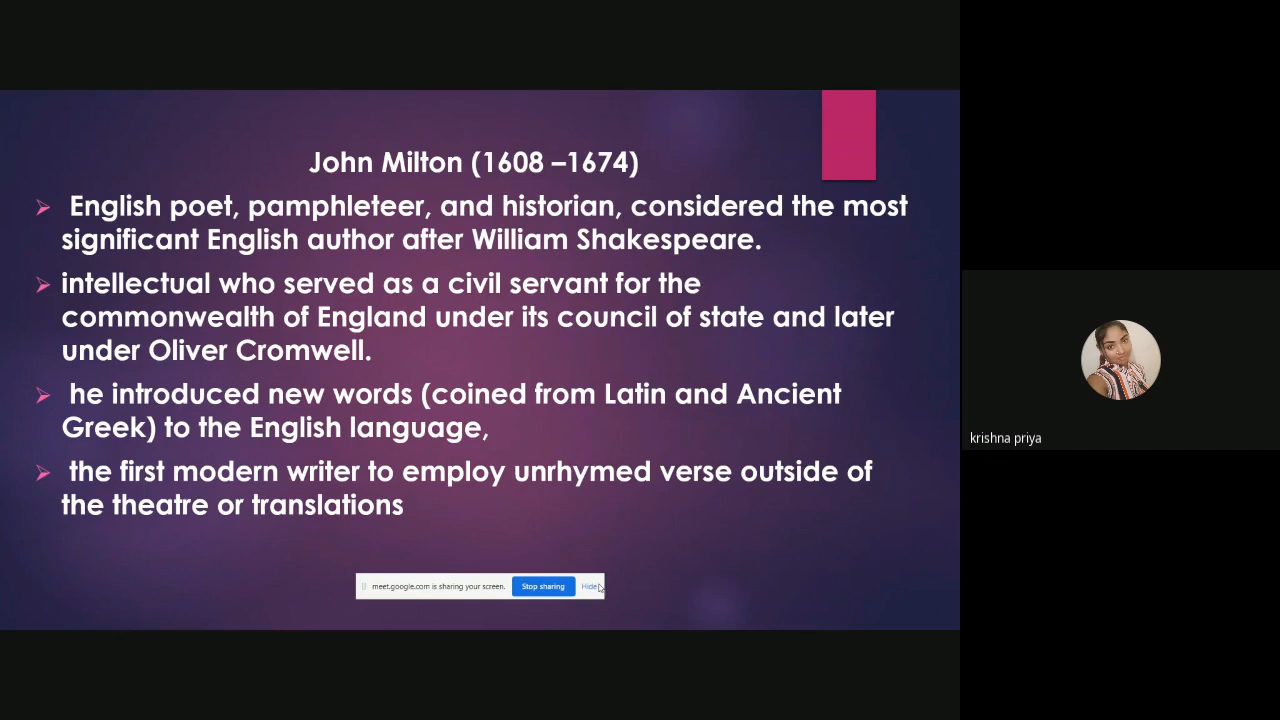 John Milton (1608 –1674)
English poet, pamphleteer, and historian, considered the most
significant English author after William Shakespeare.
intellectual who served as a civil servant for the
commonwealth of England under its council of state and later
under Oliver Cromwell.
he introduced new words (coined from Latin and Ancient
Greek) to the English language,
the first modern writer to employ unrhymed verse outside of
the theatre or translations
meet.google.com is sharing your screen. Stop sharing Hide
krishna priya